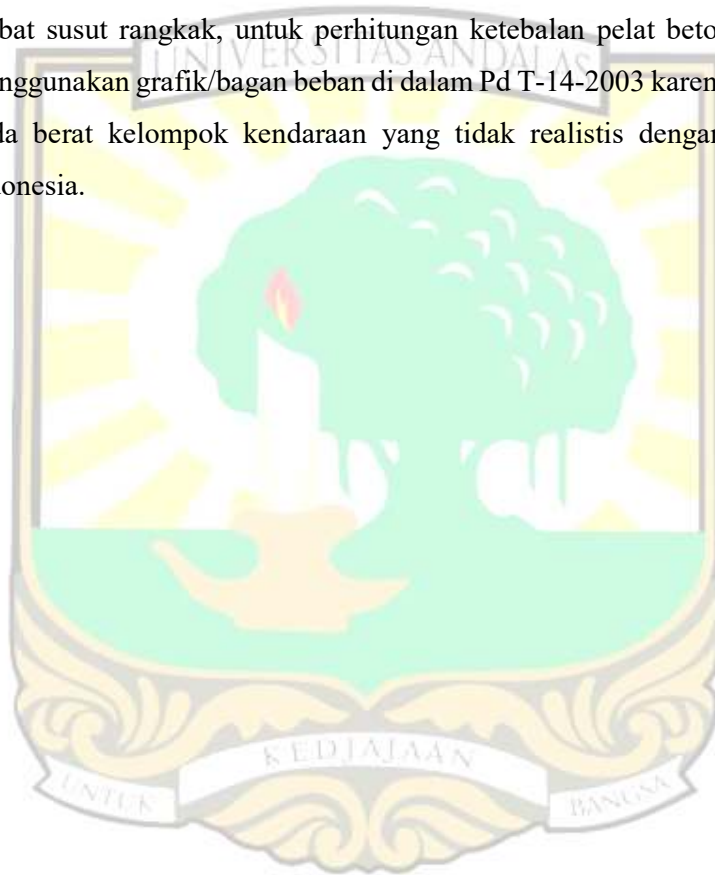 bat susut rangkak, untuk perhitungan ketebalan pelat beto
nggunakan grafik/bagan beban di dalam Pd T-14-2003 karen
da berat kelompok kendaraan yang tidak realistis dengan
onesia.
UNIVERSITAS ANDALAS
KEDJAJAAN
UNTUK
BANGSA